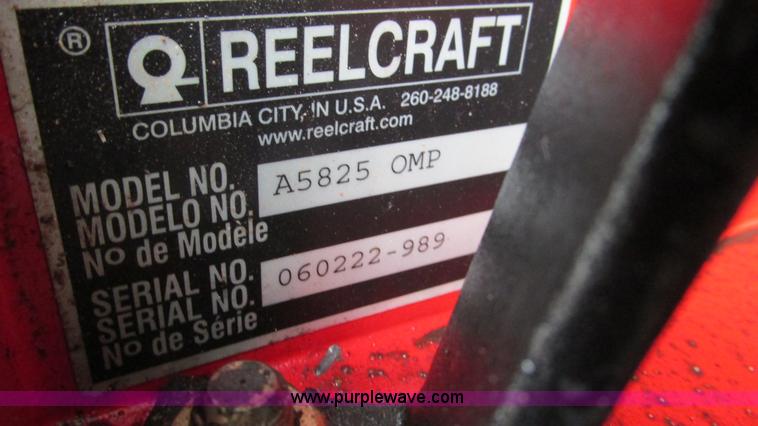 ® REELCRAFT
COLUMBIA CITY, IN U.S.A. 260-248-8188
www.reelcraft.com
MODEL NO. A5825 OMP
MODELO NO.
Nº de Modèle
SERIAL NO. 060222-989
SERIAL NO.
Nº de Série
www.purplewave.com